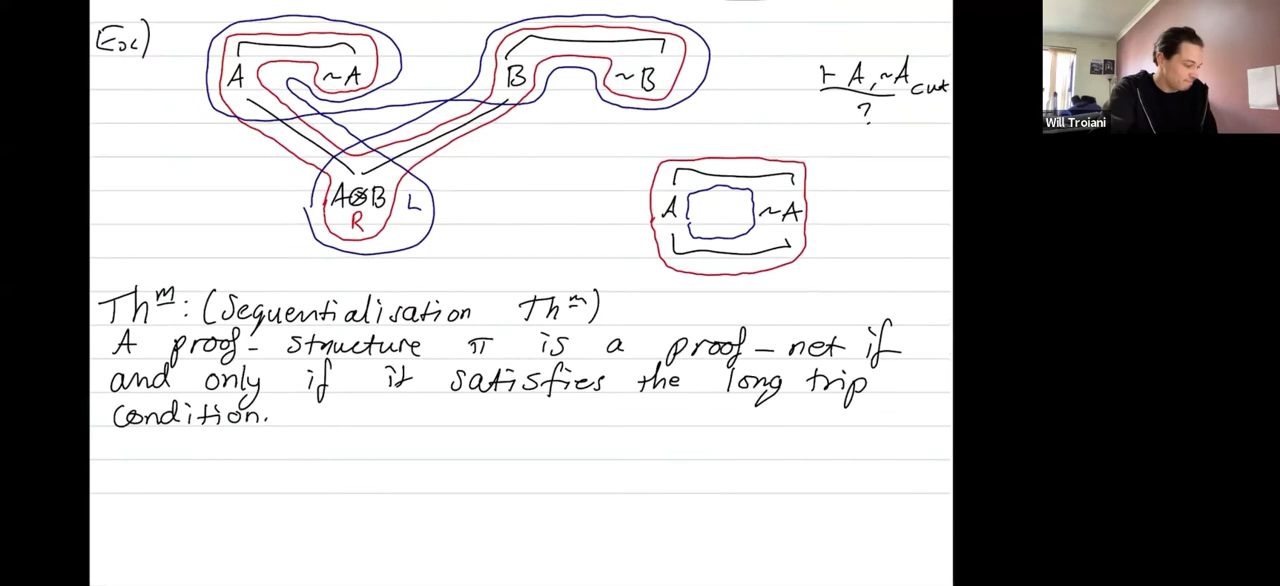 Ex)
A ~A
B ~B
⊢ A, ~A cut
?
A⊗B
R
L
A ~A
Thm: (Sequentialisation Thm)
A proof-structure π is a proof-net if
and only if it satisfies the long trip
condition.
Will Troiani